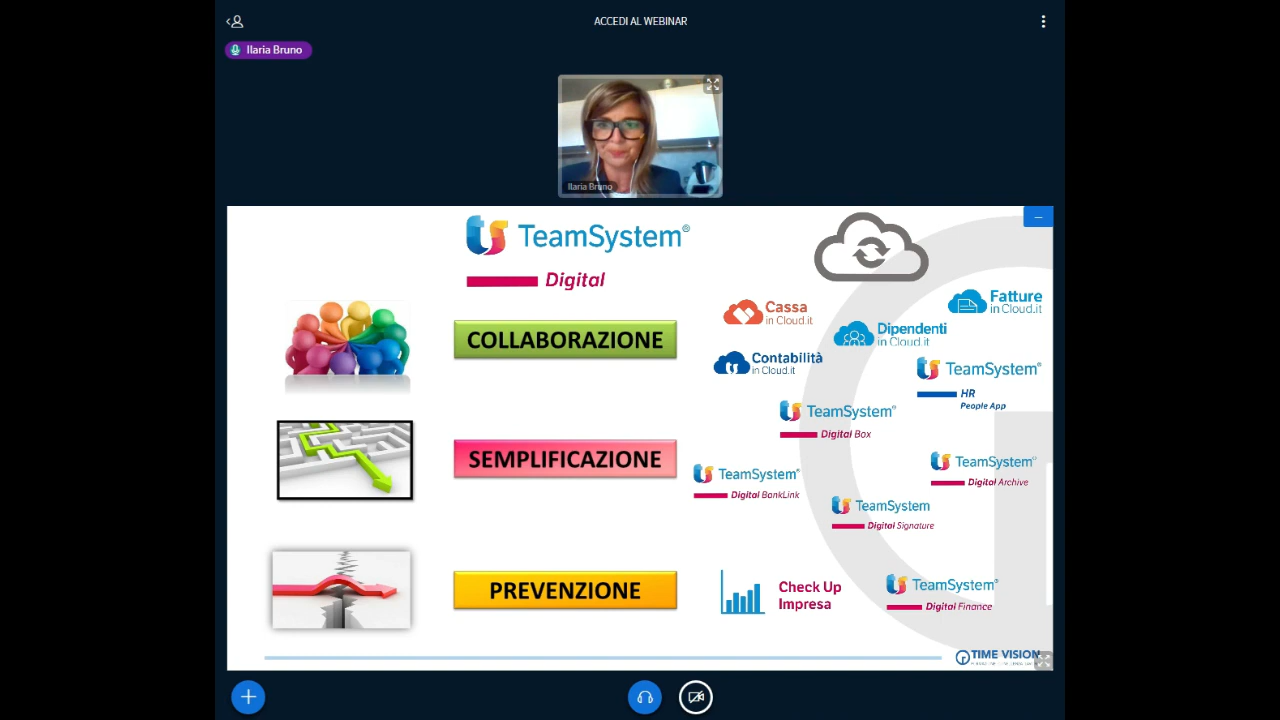 ACCEDI AL WEBINAR
Ilaria Bruno
Ilaria Bruno
TeamSystem®
Digital
COLLABORAZIONE
Cassa
in Cloud.it
Fatture
in Cloud.it
Dipendenti
in Cloud.it
Contabilità
in Cloud.it
TeamSystem®
HR
People App
TeamSystem®
Digital Box
SEMPLIFICAZIONE
TeamSystem®
Digital BankLink
TeamSystem®
Digital Archive
TeamSystem
Digital Signature
PREVENZIONE
Check Up
Impresa
TeamSystem®
Digital Finance
TIME VISION